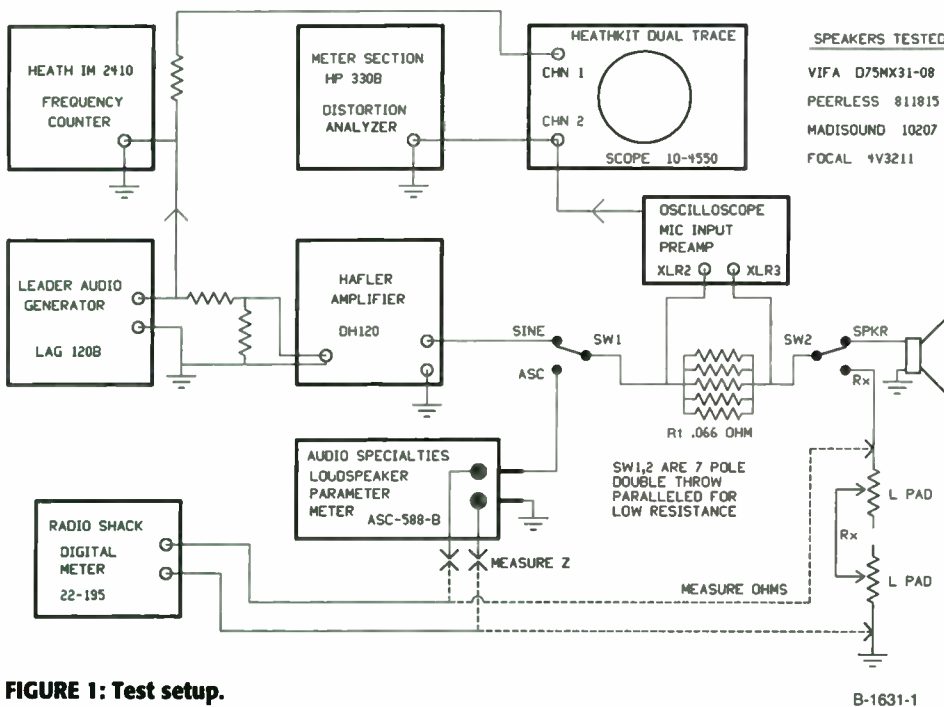 HEATH IM 2410
FREQUENCY
COUNTER
METER SECTION
HP 330B
DISTORTION
ANALYZER
HEATHKIT DUAL TRACE
CHN 1
CHN 2
SCOPE 10-4550
SPEAKERS TESTED
VIFA D75MX31-08
PEERLESS 811815
MADISOUND 10207
FOCAL 4V3211
OSCILLOSCOPE
MIC INPUT
PREAMP
XLR2 XLR3
LEADER AUDIO
GENERATOR
LAG 120B
HAFLER
AMPLIFIER
DH120
SINE
SW1
ASC
SW2
SPKR
Rx
Rt .066 OHM
SW1,2 ARE 7 POLE
DOUBLE THROW
PARALLELED FOR
LOW RESISTANCE
AUDIO SPECIALTIES
LOUDSPEAKER
PARAMETER
METER
ASC-588-B
RADIO SHACK
DIGITAL
METER
22-195
MEASURE Z
MEASURE OHMS
L PAD
Rx
L PAD
FIGURE 1: Test setup.
B-1631-1